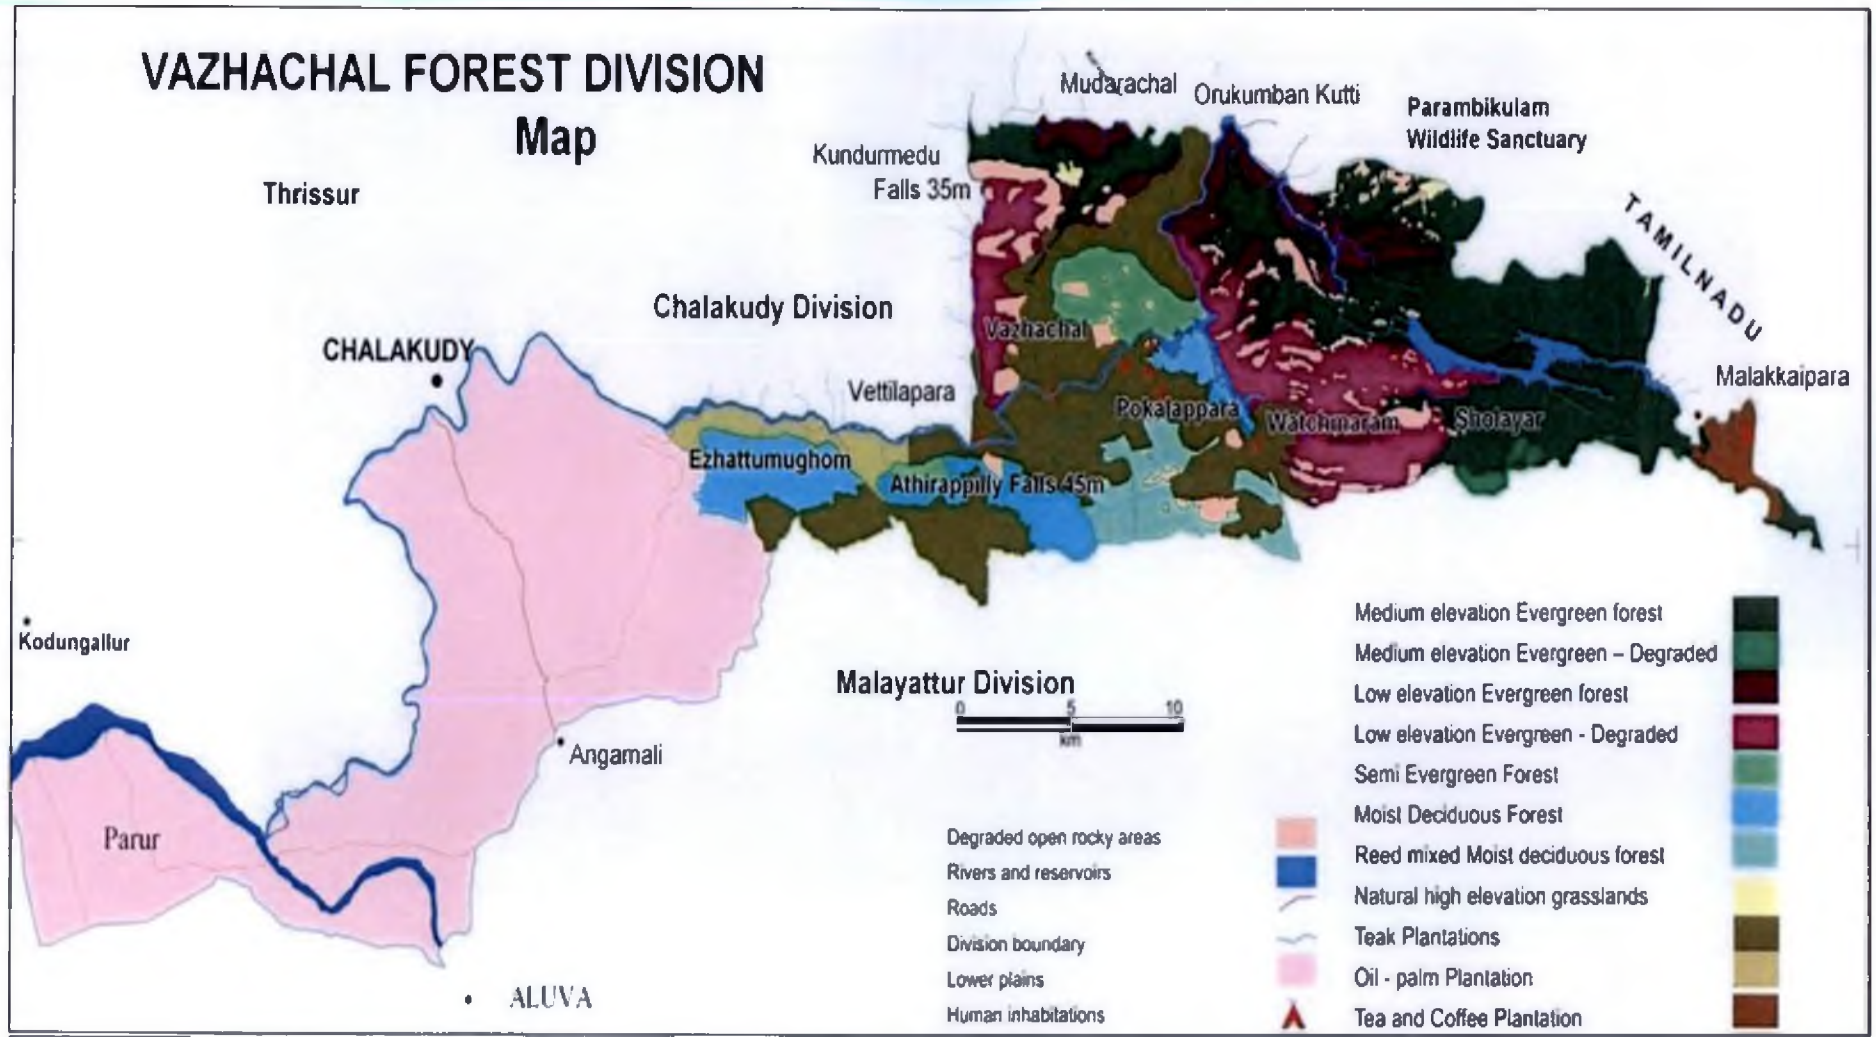 VAZHACHAL FOREST DIVISION
Map
Mudarachal
Orukumban Kutti
Parambikulam
Wildlife Sanctuary
Kundurmedu
Falls 35m
Thrissur
TAMILNADU
Chalakudy Division
Vazhachal
CHALAKUDY
Malakkaipara
Vettilapara
Pokalappara
Watchmaram
Sholayar
Ezhattumughom
Athirappilly Falls 45m
Kodungallur
Malayattur Division
0 5 10
km
Angamali
Parur
ALUVA
Degraded open rocky areas
Rivers and reservoirs
Roads
Division boundary
Lower plains
Human inhabitations
Medium elevation Evergreen forest
Medium elevation Evergreen – Degraded
Low elevation Evergreen forest
Low elevation Evergreen - Degraded
Semi Evergreen Forest
Moist Deciduous Forest
Reed mixed Moist deciduous forest
Natural high elevation grasslands
Teak Plantations
Oil - palm Plantation
Tea and Coffee Plantation